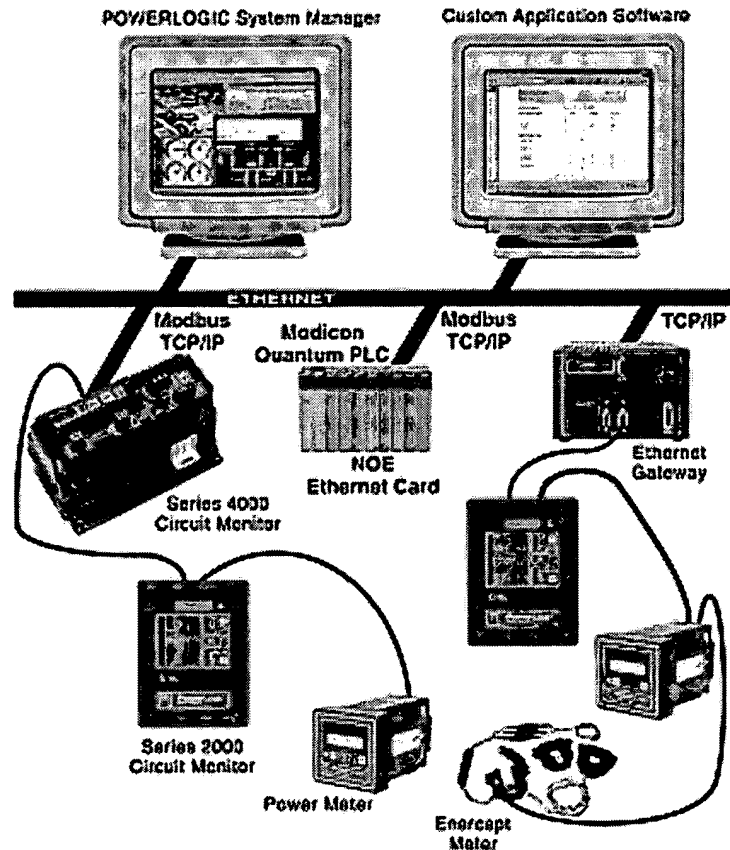 POWERLOGIC System Manager
Custom Application Software
ETHERNET
Modbus
TCP/IP
Modicon
Quantum PLC
Modbus
TCP/IP
TCP/IP
NOE
Ethernet Card
Ethernet
Gateway
Series 4000
Circuit Monitor
Series 2000
Circuit Monitor
Power Meter
Enercept
Meter